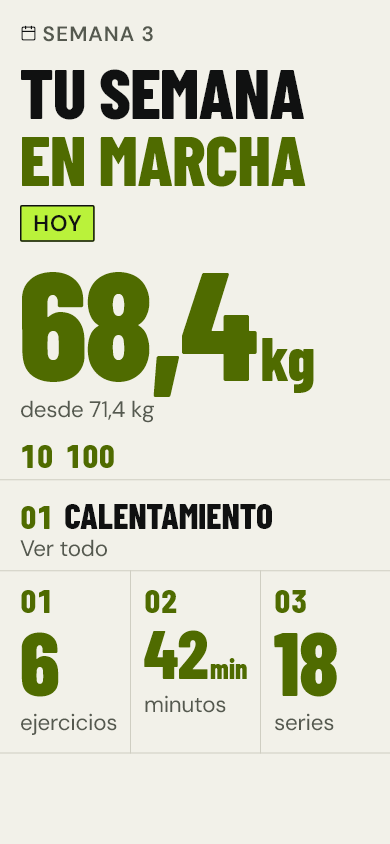 SEMANA 3
TU SEMANA
EN MARCHA
HOY
68,4kg
desde 71,4 kg
10 100
01 CALENTAMIENTO
Ver todo
01 02 03
6 42min 18
ejercicios minutos series